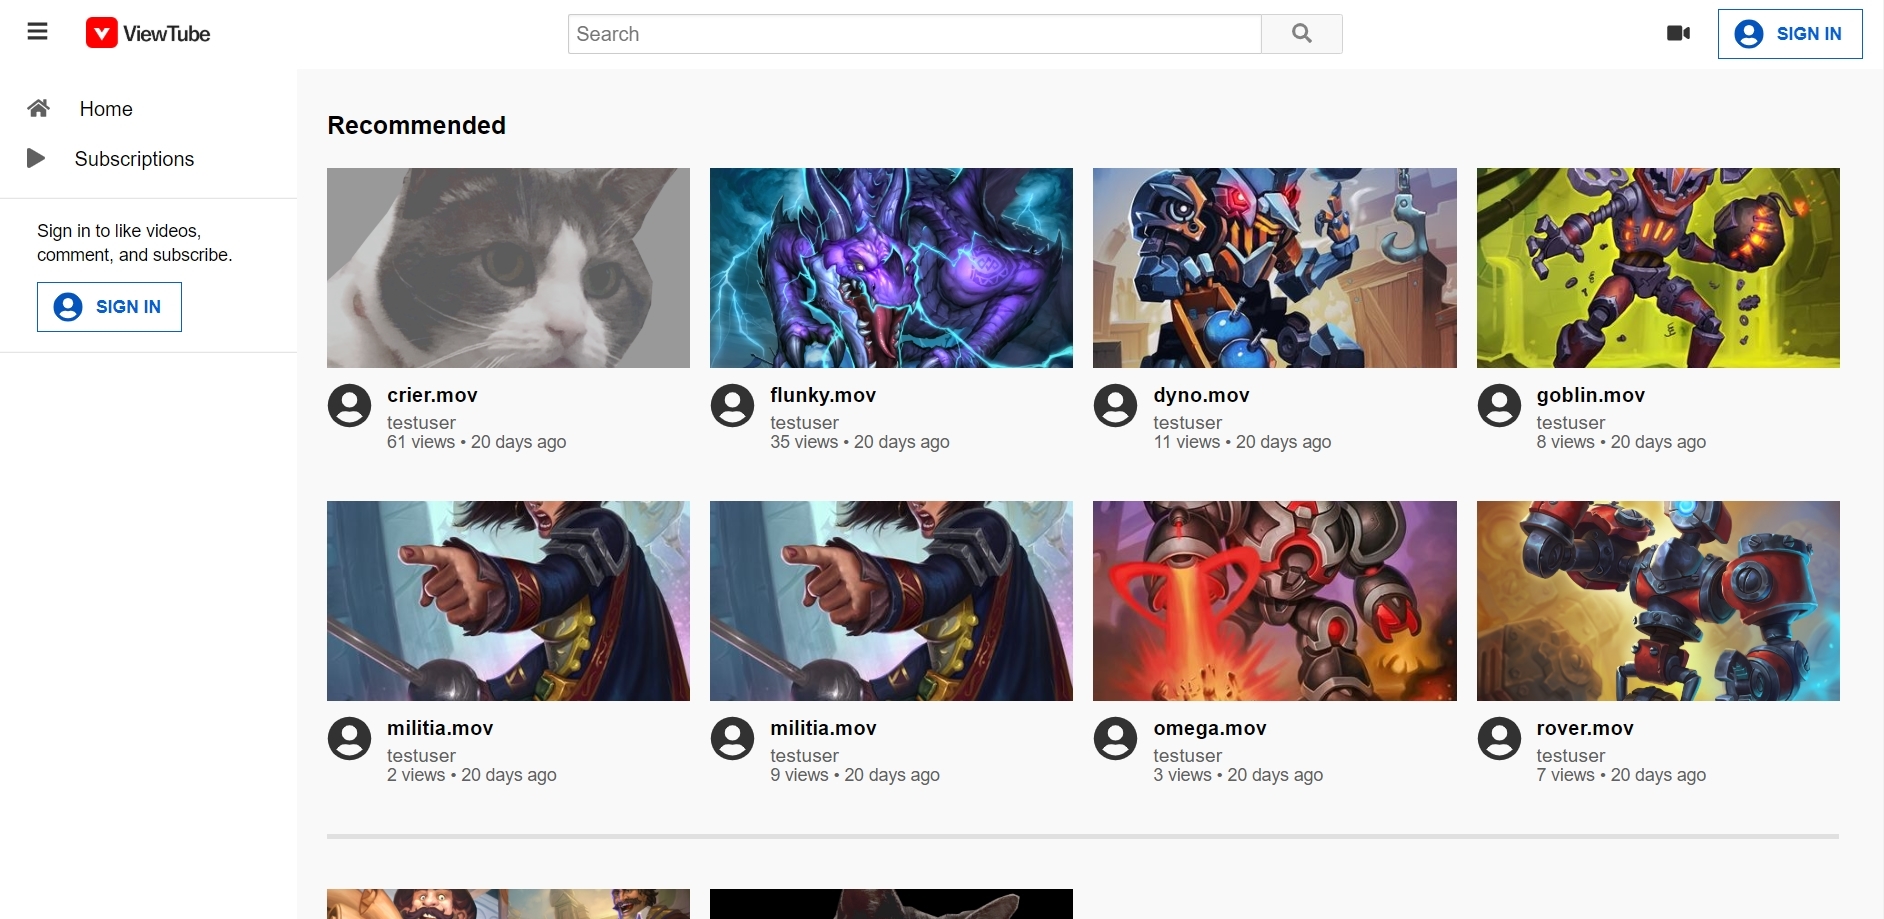 ViewTube
Search
SIGN IN
Home
Subscriptions
Sign in to like videos,
comment, and subscribe.
SIGN IN
Recommended
crier.mov
testuser
61 views • 20 days ago
flunky.mov
testuser
35 views • 20 days ago
dyno.mov
testuser
11 views • 20 days ago
goblin.mov
testuser
8 views • 20 days ago
militia.mov
testuser
2 views • 20 days ago
militia.mov
testuser
9 views • 20 days ago
omega.mov
testuser
3 views • 20 days ago
rover.mov
testuser
7 views • 20 days ago